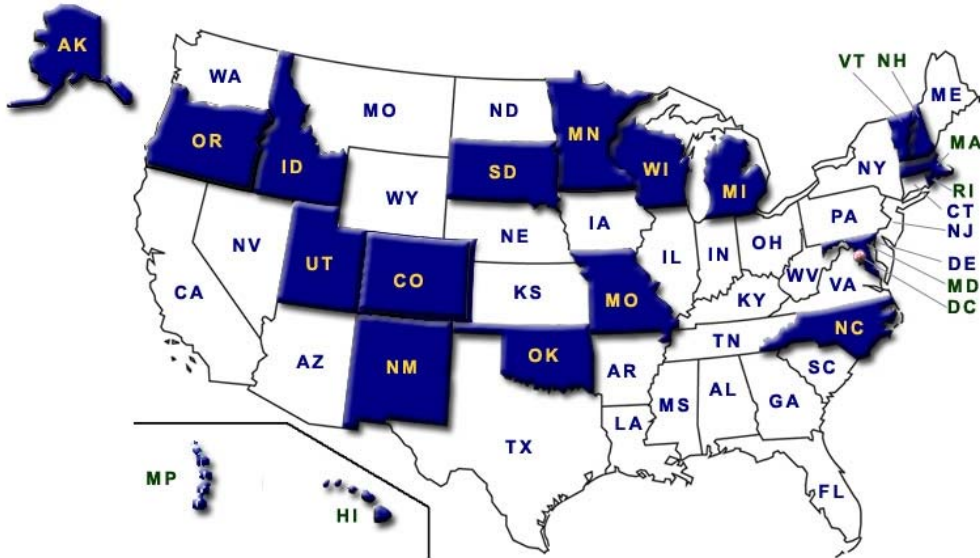 AK
WA
MO
ND
MN
VT NH
ME
MA
OR
ID
SD
WI
MI
NY
RI
CT
WY
IA
PA
NJ
NV
NE
IL
IN
OH
DE
UT
CO
WV
VA
MD
CA
KS
MO
KY
DC
AZ
NM
OK
AR
TN
NC
SC
MS
AL
GA
TX
LA
MP
FL
HI